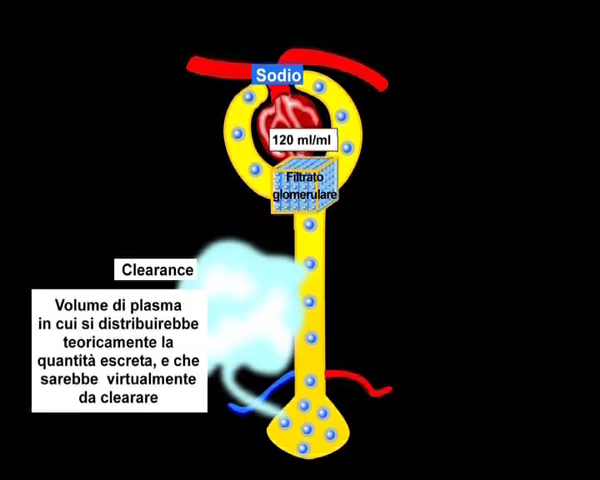 Sodio
120 ml/ml
Filtrato
glomerulare
Clearance
Volume di plasma
in cui si distribuirebbe
teoricamente la
quantità escreta, e che
sarebbe virtualmente
da clearare